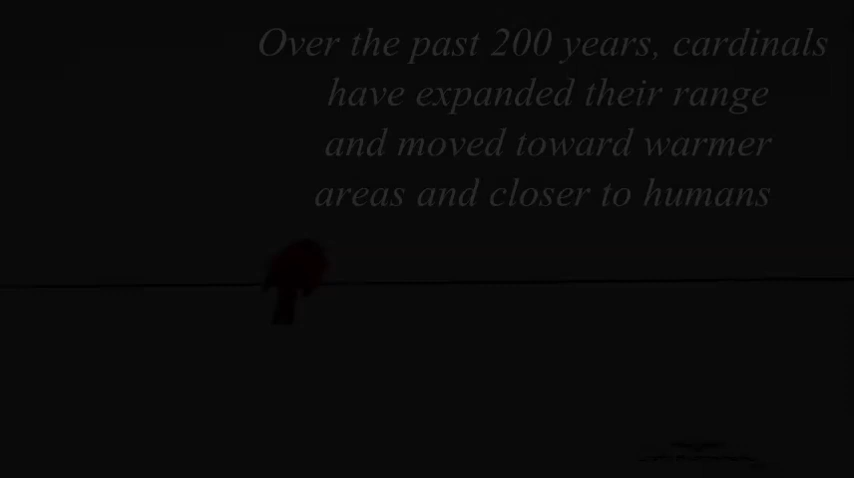 Over the past 200 years, cardinals
have expanded their range
and moved toward warmer
areas and closer to humans